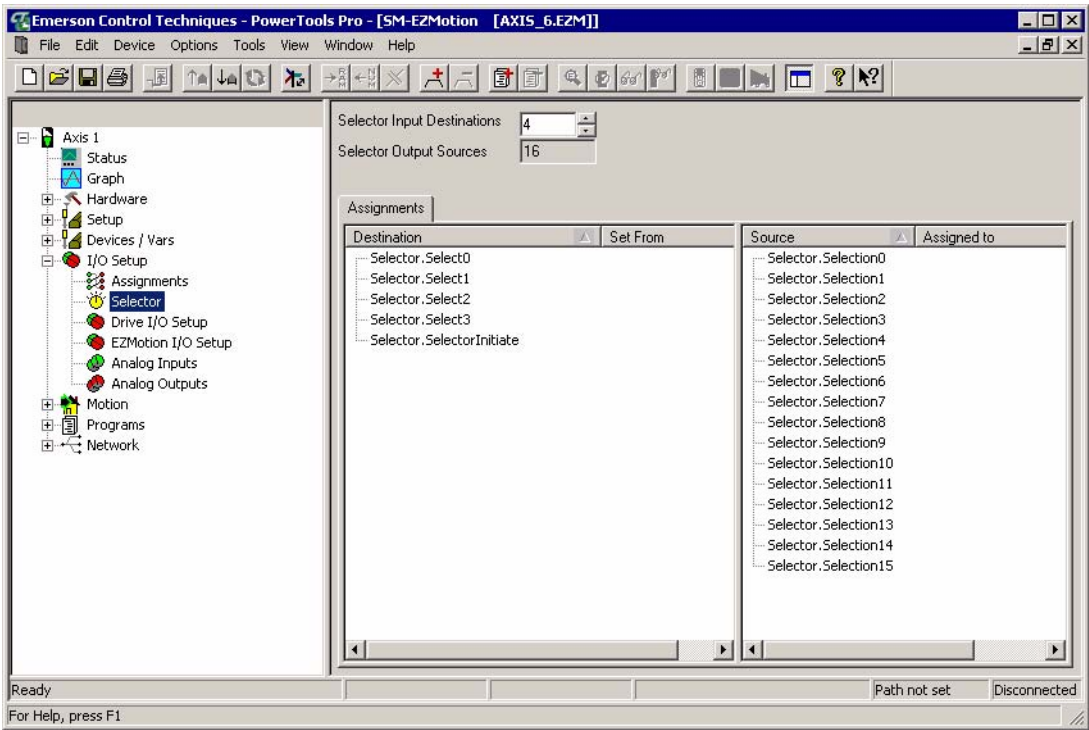 Emerson Control Techniques - PowerTools Pro - [SM-EZMotion [AXIS_6.EZM]]
File Edit Device Options Tools View Window Help
Axis 1
Status
Graph
Hardware
Setup
Devices / Vars
I/O Setup
Assignments
Selector
Drive I/O Setup
EZMotion I/O Setup
Analog Inputs
Analog Outputs
Motion
Programs
Network
Selector Input Destinations 4
Selector Output Sources 16
Assignments
Destination Set From
Selector.Select0
Selector.Select1
Selector.Select2
Selector.Select3
Selector.SelectorInitiate
Source Assigned to
Selector.Selection0
Selector.Selection1
Selector.Selection2
Selector.Selection3
Selector.Selection4
Selector.Selection5
Selector.Selection6
Selector.Selection7
Selector.Selection8
Selector.Selection9
Selector.Selection10
Selector.Selection11
Selector.Selection12
Selector.Selection13
Selector.Selection14
Selector.Selection15
Ready Path not set Disconnected
For Help, press F1